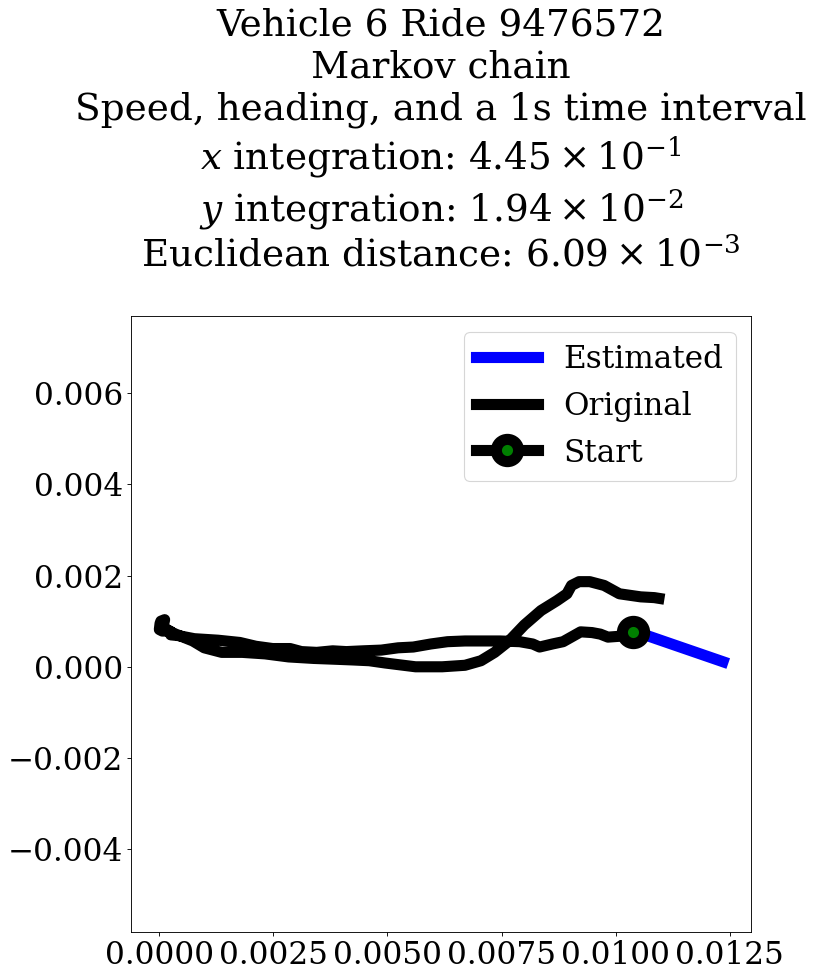 Vehicle 6 Ride 9476572
Markov chain
Speed, heading, and a 1s time interval
x integration: 4.45 × 10⁻¹
y integration: 1.94 × 10⁻²
Euclidean distance: 6.09 × 10⁻³
Estimated
Original
Start
0.006
0.004
0.002
0.000
−0.002
−0.004
0.0000 0.0025 0.0050 0.0075 0.0100 0.0125